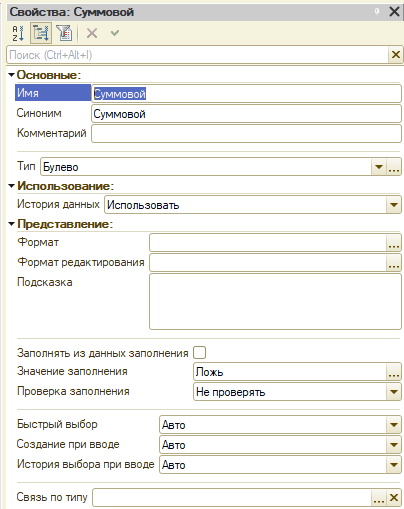 Свойства: Суммовой
Поиск (Ctrl+Alt+I)
Основные:
Имя Суммовой
Синоним Суммовой
Комментарий
Тип Булево
Использование:
История данных Использовать
Представление:
Формат
Формат редактирования
Подсказка
Заполнять из данных заполнения
Значение заполнения Ложь
Проверка заполнения Не проверять
Быстрый выбор Авто
Создание при вводе Авто
История выбора при вводе Авто
Связь по типу